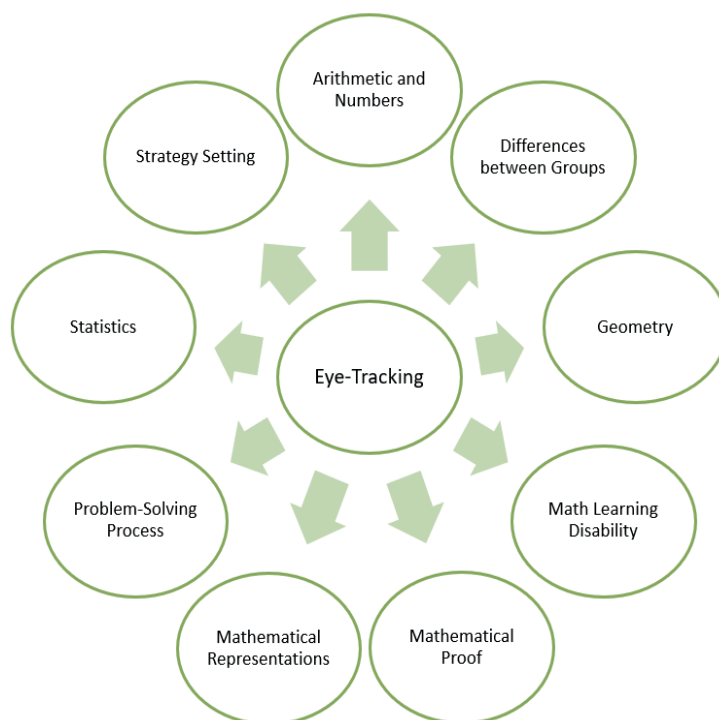 Arithmetic and
Numbers
Differences
between Groups
Geometry
Math Learning
Disability
Mathematical
Proof
Mathematical
Representations
Problem-Solving
Process
Statistics
Strategy Setting
Eye-Tracking